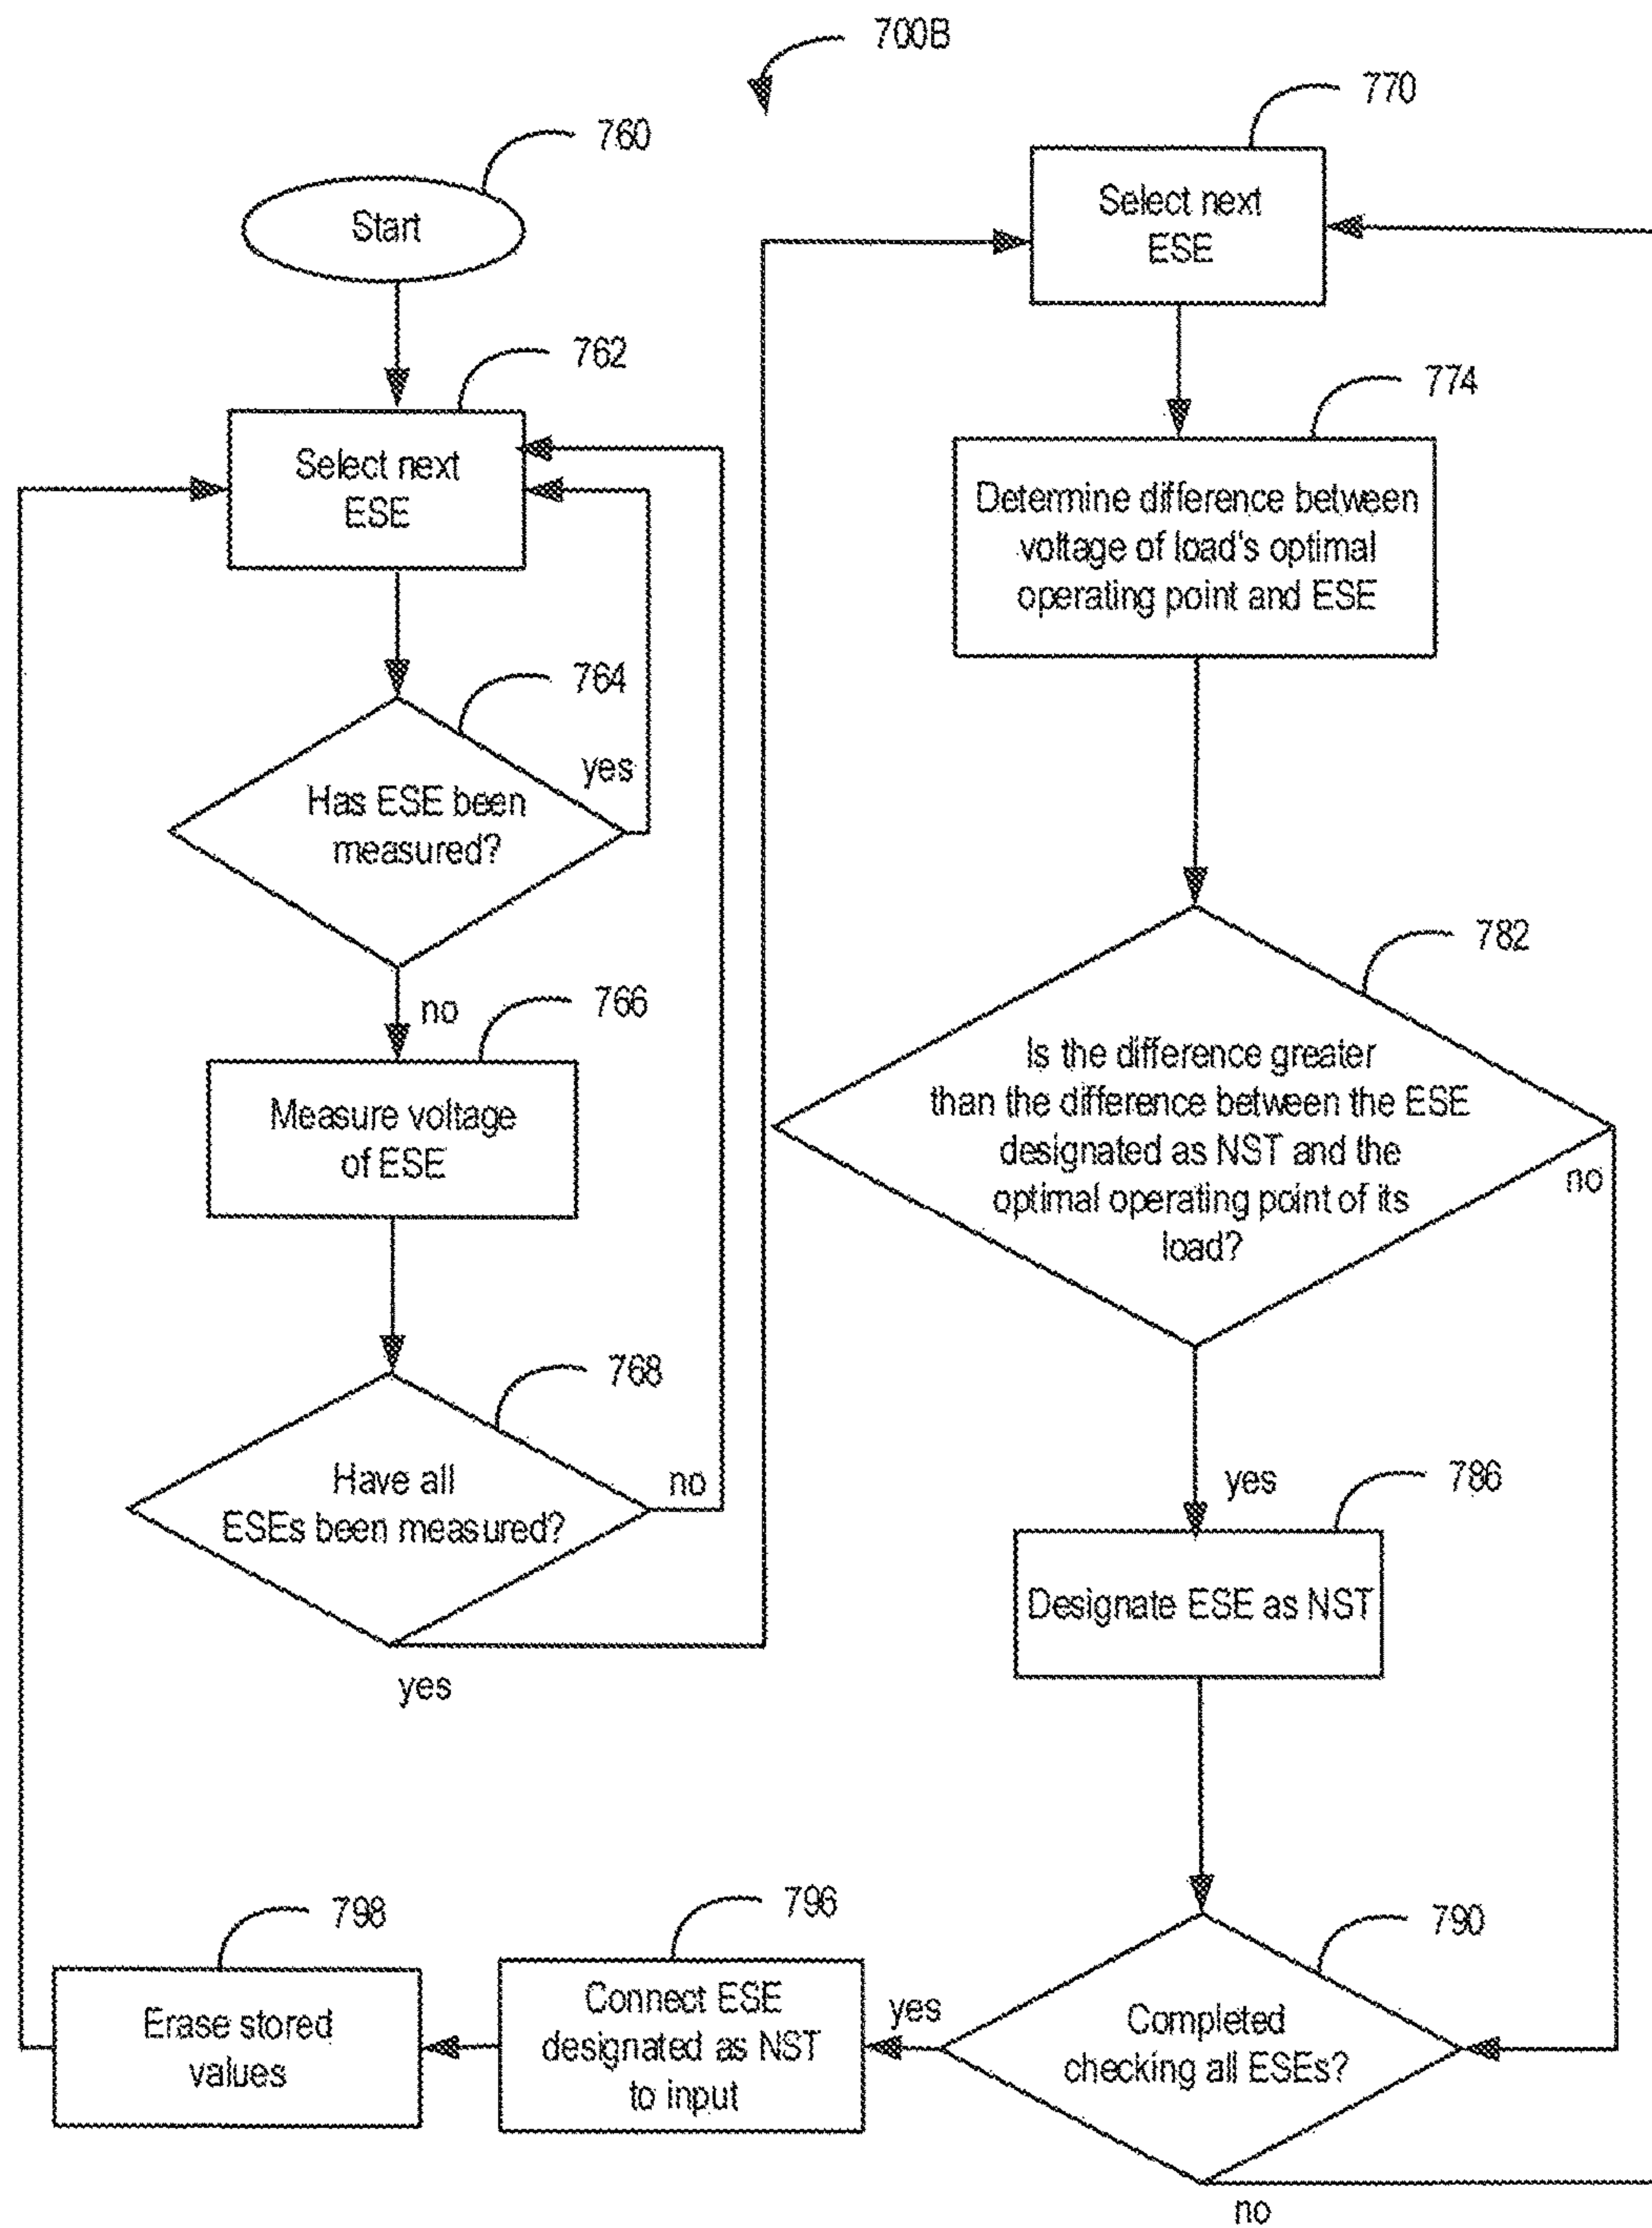 700B
760
Start
762
Select next
ESE
764
Has ESE been
measured?
yes
no
766
Measure voltage
of ESE
768
Have all
ESEs been measured?
no
yes
770
Select next
ESE
774
Determine difference between
voltage of load's optimal
operating point and ESE
782
Is the difference greater
than the difference between the ESE
designated as NST and the
optimal operating point of its
load?
no
yes
786
Designate ESE as NST
790
Completed
checking all ESEs?
yes
no
796
Connect ESE
designated as NST
to input
798
Erase stored
values